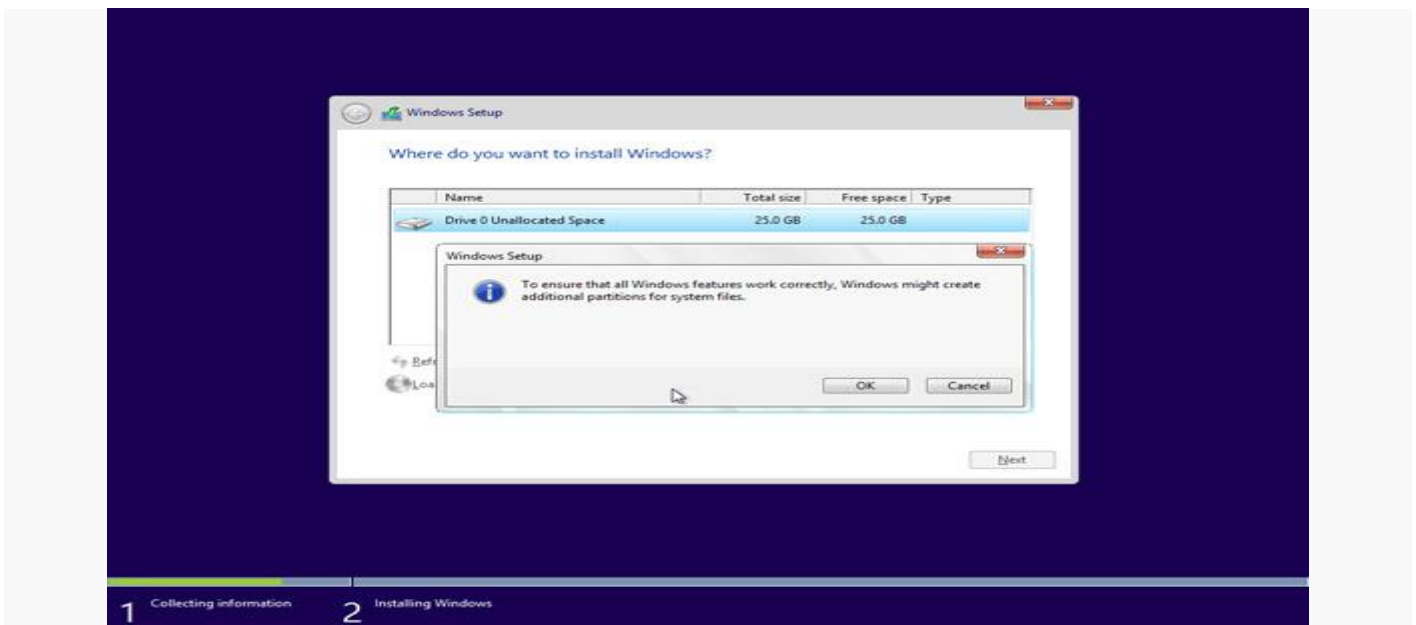 Windows Setup
Where do you want to install Windows?
Name Total size Free space Type
Drive 0 Unallocated Space 25.0 GB 25.0 GB
Windows Setup
To ensure that all Windows features work correctly, Windows might create
additional partitions for system files.
Refr
Loa
OK Cancel
Next
1 Collecting information 2 Installing Windows